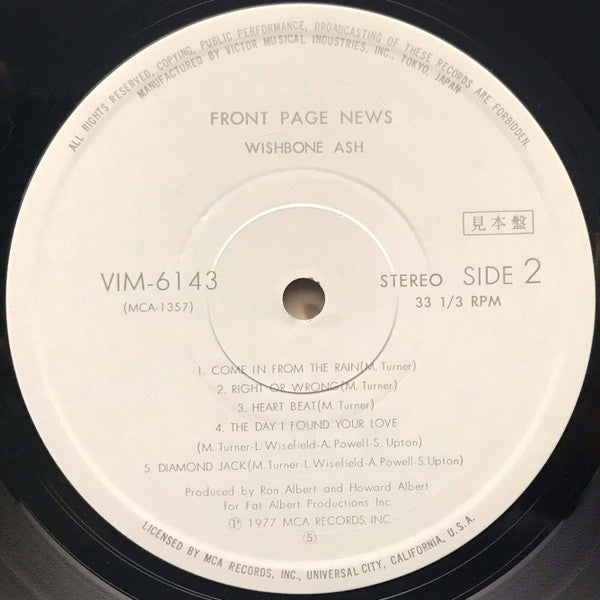 ALL RIGHTS RESERVED, COPYING, PUBLIC PERFORMANCE, BROADCASTING OF THESE RECORDS ARE FORBIDDEN.
MANUFACTURED BY VICTOR MUSICAL INDUSTRIES, INC., TOKYO, JAPAN
FRONT PAGE NEWS
WISHBONE ASH
見本盤
VIM-6143
(MCA-1357)
STEREO SIDE 2
33 1/3 RPM
1. COME IN FROM THE RAIN(M. Turner)
2. RIGHT OR WRONG(M. Turner)
3. HEART BEAT(M. Turner)
4. THE DAY I FOUND YOUR LOVE
(M. Turner-L. Wisefield-A. Powell-S. Upton)
5. DIAMOND JACK(M. Turner-L. Wisefield-A. Powell-S. Upton)
Produced by Ron Albert and Howard Albert
for Fat Albert Productions Inc.
Ⓟ 1977 MCA RECORDS, INC.
⑤
LICENSED BY MCA RECORDS, INC., UNIVERSAL CITY, CALIFORNIA, U.S.A.